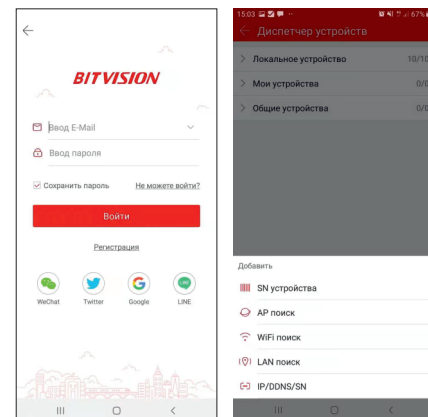 BITVISION
Ввод E-Mail
Ввод пароля
Сохранить пароль Не можете войти?
Войти
Регистрация
WeChat Twitter Google LINE
15:03 67%
Диспетчер устройств
Локальное устройство 10/10
Мои устройства 0/0
Общие устройства 0/0
Добавить
SN устройства
AP поиск
WiFi поиск
LAN поиск
IP/DDNS/SN